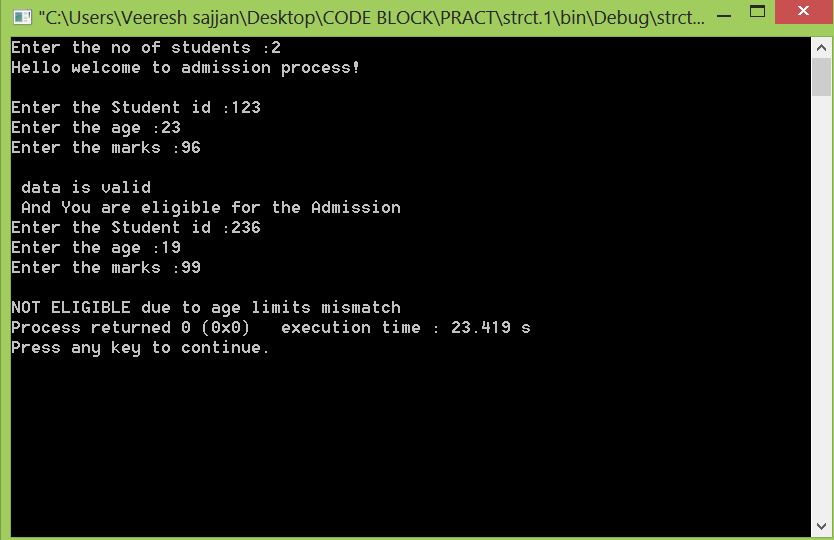 "C:\Users\Veeresh sajjan\Desktop\CODE BLOCK\PRACT\strct.1\bin\Debug\strct...
Enter the no of students :2
Hello welcome to admission process!
Enter the Student id :123
Enter the age :23
Enter the marks :96
data is valid
And You are eligible for the Admission
Enter the Student id :236
Enter the age :19
Enter the marks :99
NOT ELIGIBLE due to age limits mismatch
Process returned 0 (0x0)   execution time : 23.419 s
Press any key to continue.